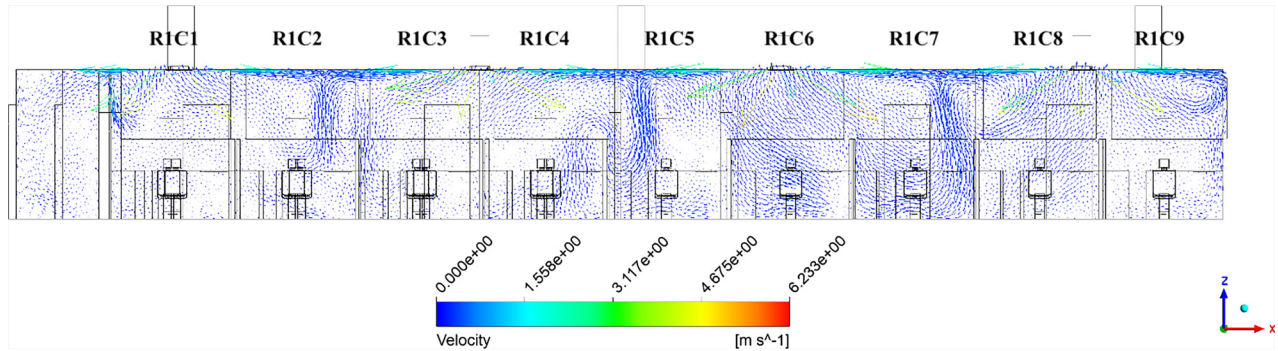 R1C1 R1C2 R1C3 R1C4 R1C5 R1C6 R1C7 R1C8 R1C9
0.000e+00 1.558e+00 3.117e+00 4.675e+00 6.233e+00
Velocity [m s^-1]
Z
X